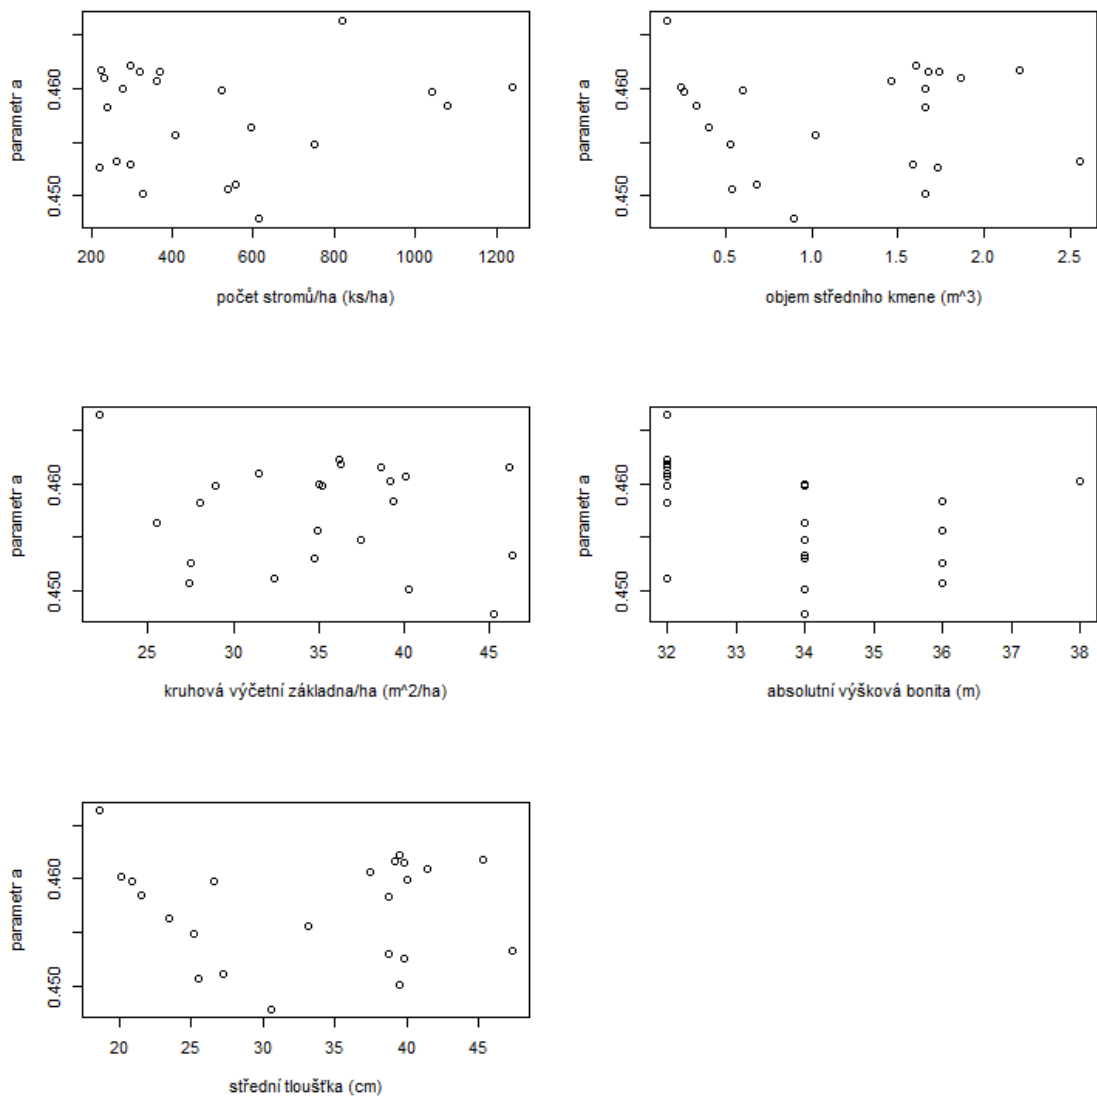 parametr a
0.450 0.460
200 400 600 800 1000 1200
počet stromů/ha (ks/ha)
parametr a
0.450 0.460
0.5 1.0 1.5 2.0 2.5
objem středního kmene (m^3)
parametr a
0.450 0.460
25 30 35 40 45
kruhová výčetní základna/ha (m^2/ha)
parametr a
0.450 0.460
32 33 34 35 36 37 38
absolutní výšková bonita (m)
parametr a
0.450 0.460
20 25 30 35 40 45
střední tloušťka (cm)